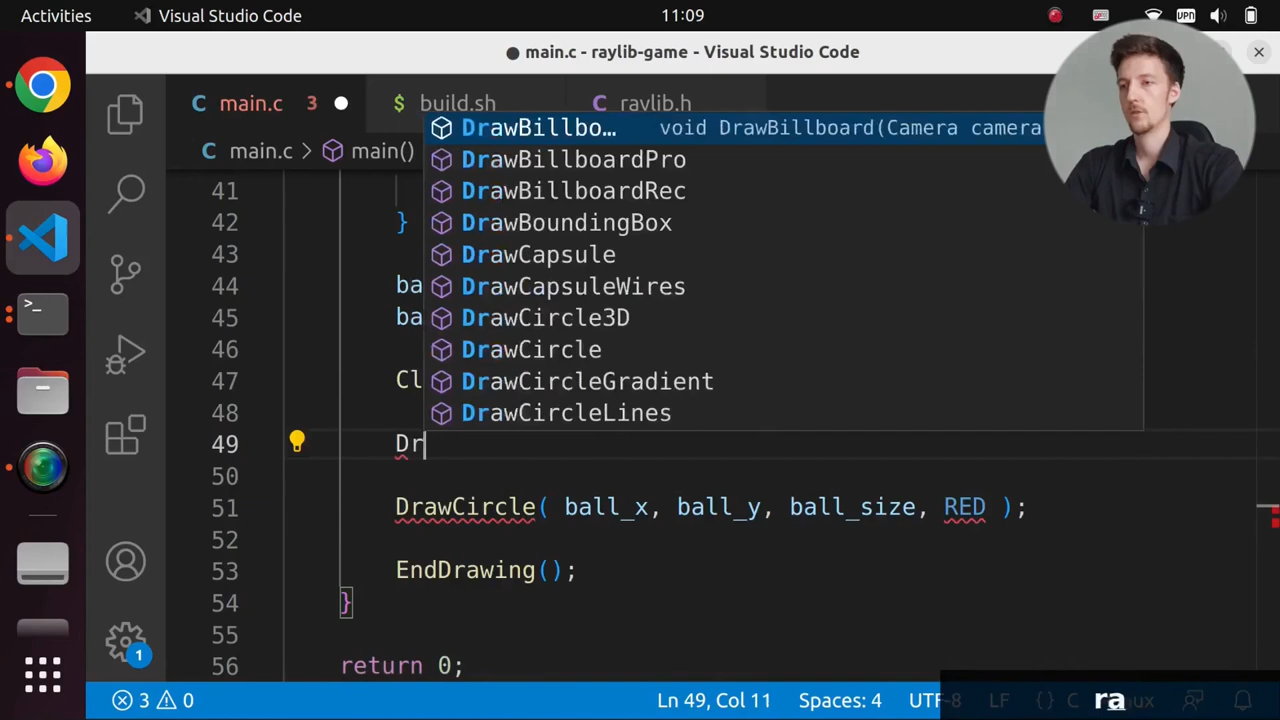 Activities Visual Studio Code 11:09 VPN
main.c - raylib-game - Visual Studio Code
main.c 3 build.sh raylib.h
main.c > main()
DrawBillbo… void DrawBillboard(Camera camera
DrawBillboardPro
41 DrawBillboardRec
42 } DrawBoundingBox
43 DrawCapsule
44 ba DrawCapsuleWires
45 ba DrawCircle3D
46 DrawCircle
47 Cl DrawCircleGradient
48 DrawCircleLines
49 Dr
50
51 DrawCircle( ball_x, ball_y, ball_size, RED );
52
53 EndDrawing();
54 }
55
56 return 0;
1 3 0 Ln 49, Col 11 Spaces: 4 UTF-8 LF {} C ra